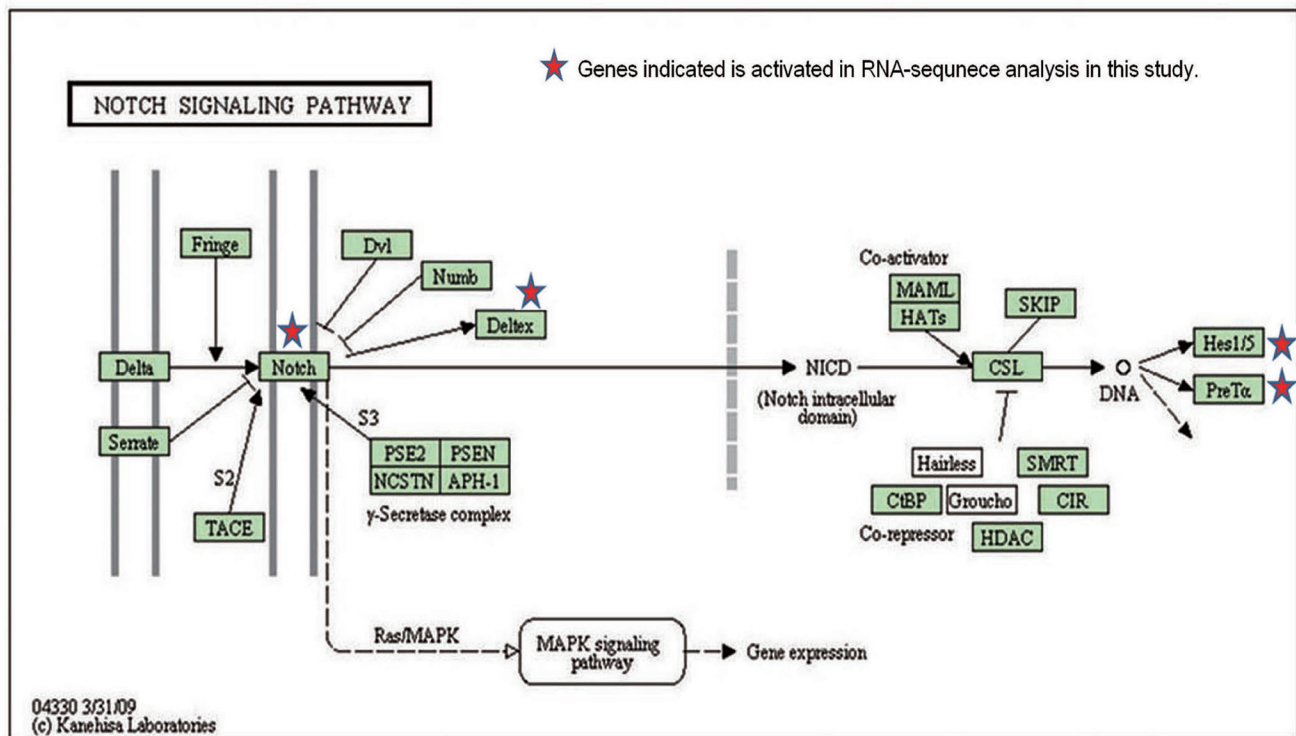 Genes indicated is activated in RNA-sequnece analysis in this study.
NOTCH SIGNALING PATHWAY
Fringe
Dvl
Numb
Deltex
Delta
Notch
Serrate
S2
TACE
S3
PSE2 PSEN
NCSTN APH-1
γ-Secretase complex
NICD
(Notch intracellular
domain)
Co-activator
MAML
HATs
SKIP
CSL
DNA
Hes1/5
PreTα
Hairless
SMRT
CtBP
Groucho
CIR
Co-repressor
HDAC
Ras/MAPK
MAPK signaling
pathway
Gene expression
04330 3/31/09
(c) Kanehisa Laboratories